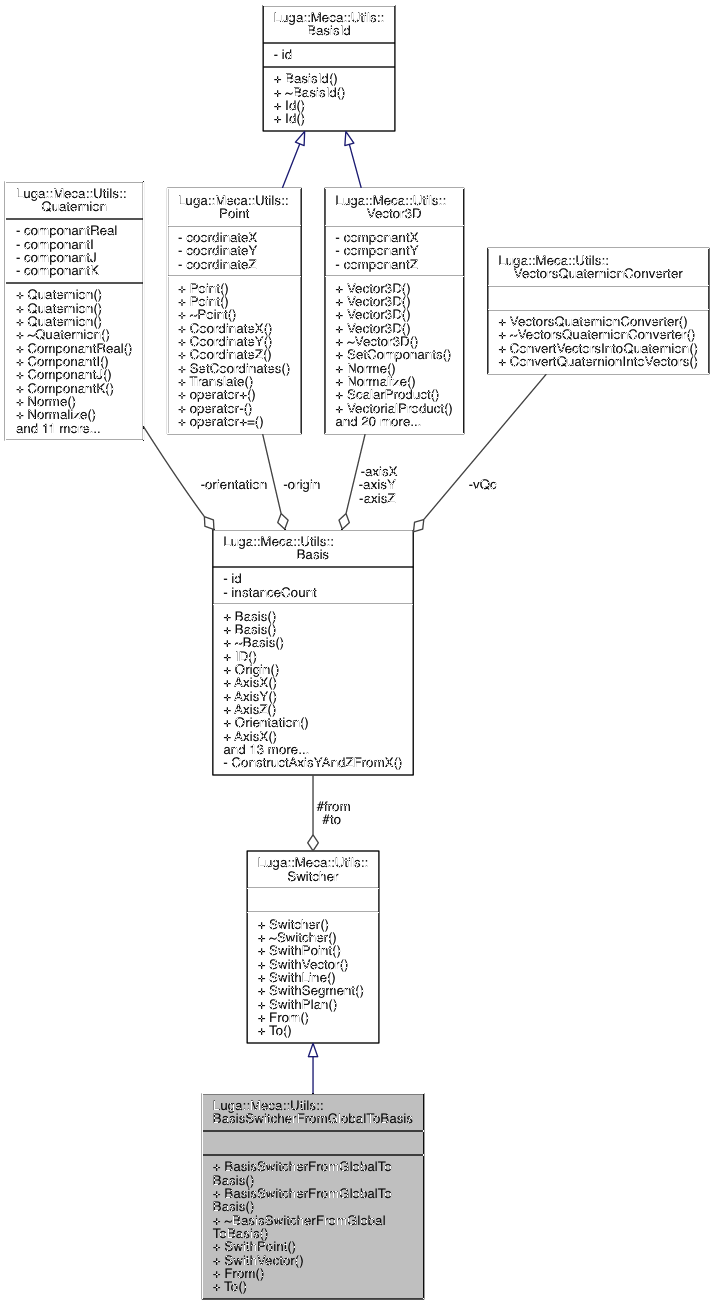 Luga::Meca::Utils::
BasisId
- id
+ BasisId()
+ ~BasisId()
+ Id()
+ Id()
Luga::Meca::Utils::
Quaternion
- componantReal
- componantI
- componantJ
- componantK
+ Quaternion()
+ Quaternion()
+ Quaternion()
+ ~Quaternion()
+ ComponantReal()
+ ComponantI()
+ ComponantJ()
+ ComponantK()
+ Norme()
+ Normalize()
and 11 more...
Luga::Meca::Utils::
Point
- coordinateX
- coordinateY
- coordinateZ
+ Point()
+ Point()
+ ~Point()
+ CoordinateX()
+ CoordinateY()
+ CoordinateZ()
+ SetCoordinates()
+ Translate()
+ operator+()
+ operator-()
+ operator+=()
Luga::Meca::Utils::
Vector3D
- componantX
- componantY
- componantZ
+ Vector3D()
+ Vector3D()
+ Vector3D()
+ Vector3D()
+ ~Vector3D()
+ SetComponants()
+ Norme()
+ Normalize()
+ ScalarProduct()
+ VectorialProduct()
and 20 more...
Luga::Meca::Utils::
VectorsQuaternionConverter
+ VectorsQuaternionConverter()
+ ~VectorsQuaternionConverter()
+ ConvertVectorsIntoQuaternion()
+ ConvertQuaternionIntoVectors()
-orientation
-origin
-axisX
-axisY
-axisZ
-vQc
Luga::Meca::Utils::
Basis
- id
- instanceCount
+ Basis()
+ Basis()
+ ~Basis()
+ ID()
+ Origin()
+ AxisX()
+ AxisY()
+ AxisZ()
+ Orientation()
+ AxisX()
and 13 more...
- ConstructAxisYAndZFromX()
#from
#to
Luga::Meca::Utils::
Switcher
+ Switcher()
+ ~Switcher()
+ SwithPoint()
+ SwithVector()
+ SwithLine()
+ SwithSegment()
+ SwithPlan()
+ From()
+ To()
Luga::Meca::Utils::
BasisSwitcherFromGlobalToBasis
+ BasisSwitcherFromGlobalTo
Basis()
+ BasisSwitcherFromGlobalTo
Basis()
+ ~BasisSwitcherFromGlobal
ToBasis()
+ SwithPoint()
+ SwithVector()
+ From()
+ To()